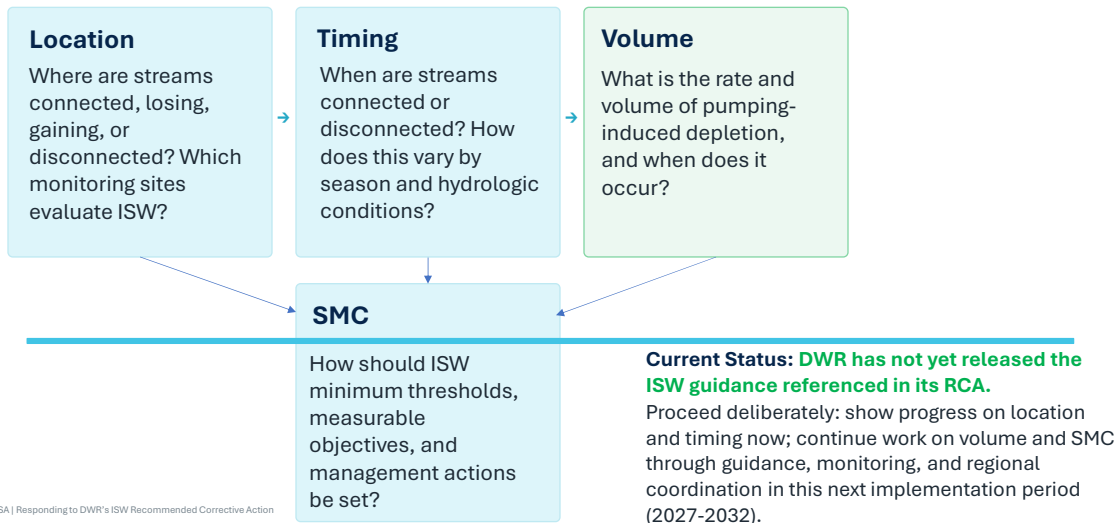 Location
Where are streams
connected, losing,
gaining, or
disconnected? Which
monitoring sites
evaluate ISW?
Timing
When are streams
connected or
disconnected? How
does this vary by
season and hydrologic
conditions?
Volume
What is the rate and
volume of pumping-
induced depletion,
and when does it
occur?
SMC
How should ISW
minimum thresholds,
measurable
objectives, and
management actions
be set?
Current Status: DWR has not yet released the
ISW guidance referenced in its RCA.
Proceed deliberately: show progress on location
and timing now; continue work on volume and SMC
through guidance, monitoring, and regional
coordination in this next implementation period
(2027-2032).
SA | Responding to DWR's ISW Recommended Corrective Action